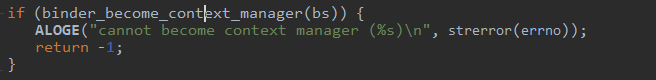 if (binder_become_context_manager(bs)) {
ALOGE("cannot become context manager (%s)\n", strerror(errno));
return -1;
}